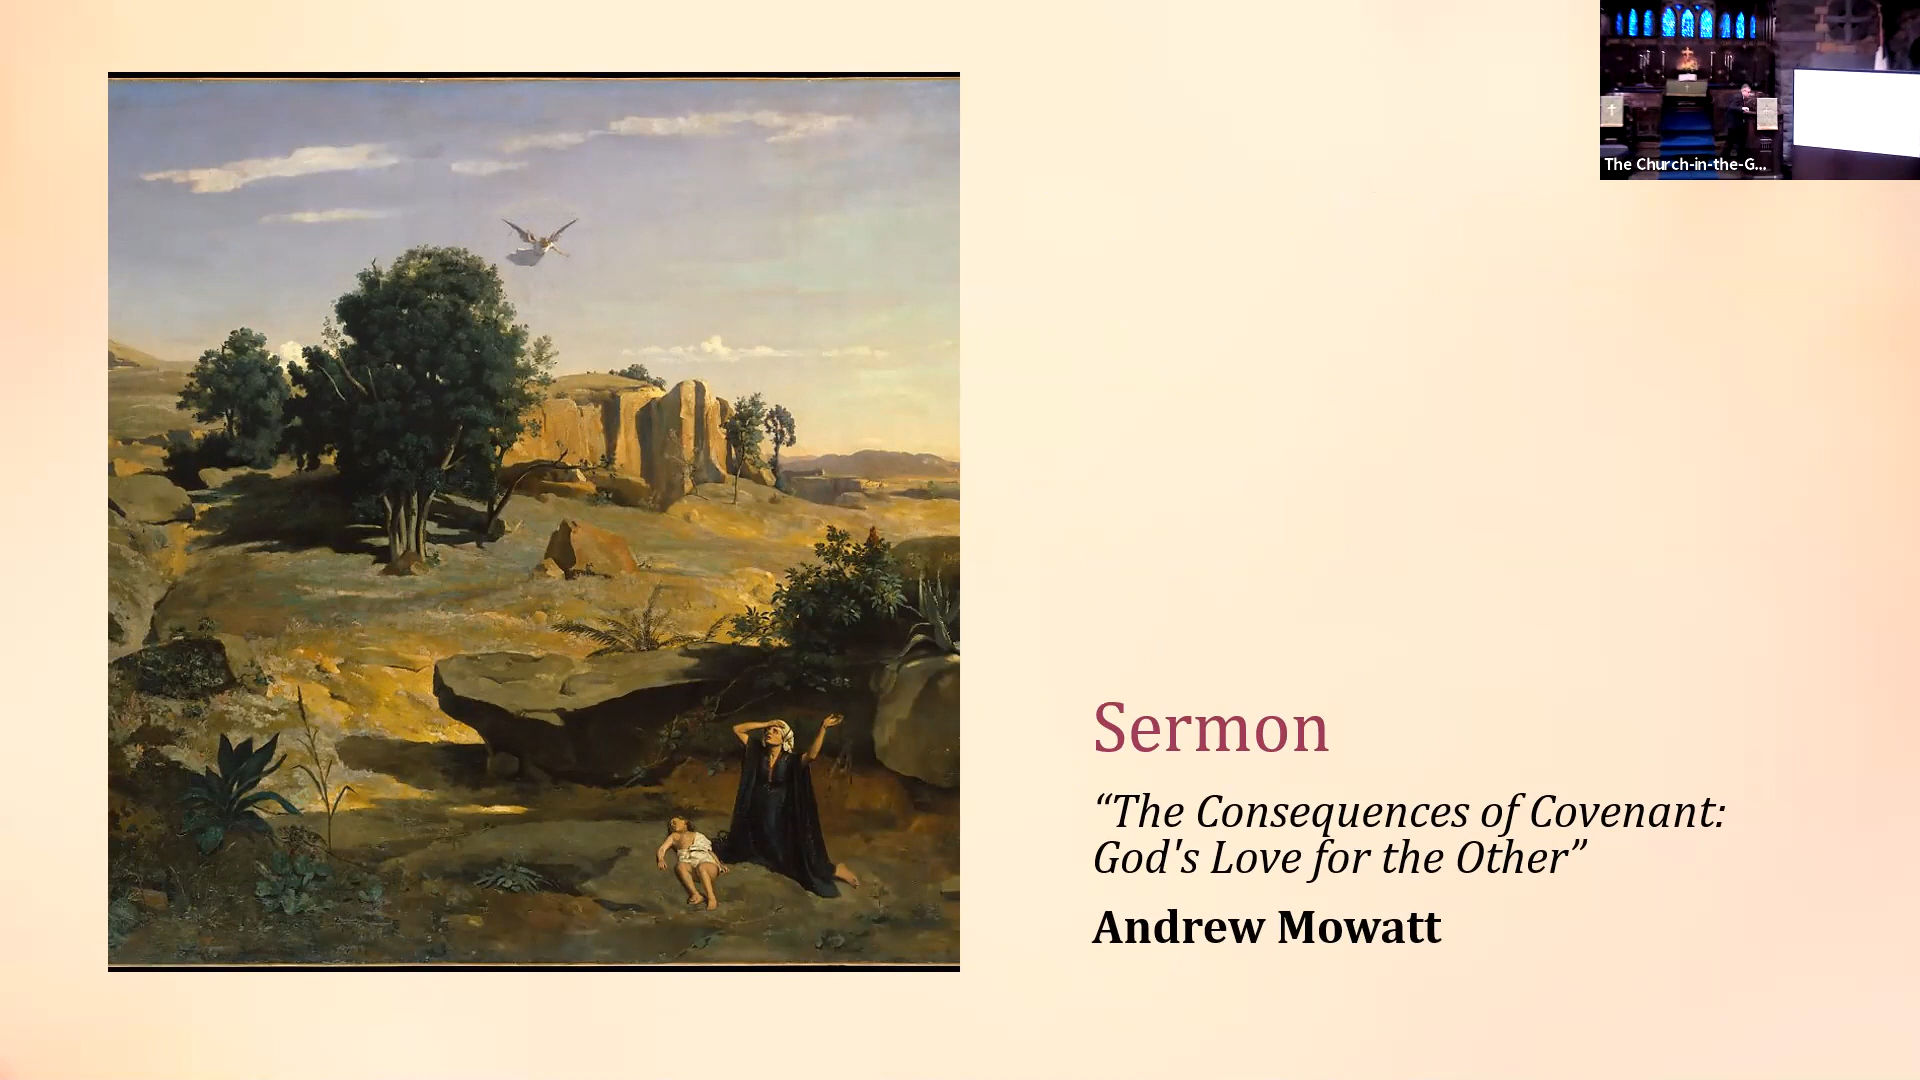 The Church-in-the-G...
Sermon
“The Consequences of Covenant:
God's Love for the Other”
Andrew Mowatt